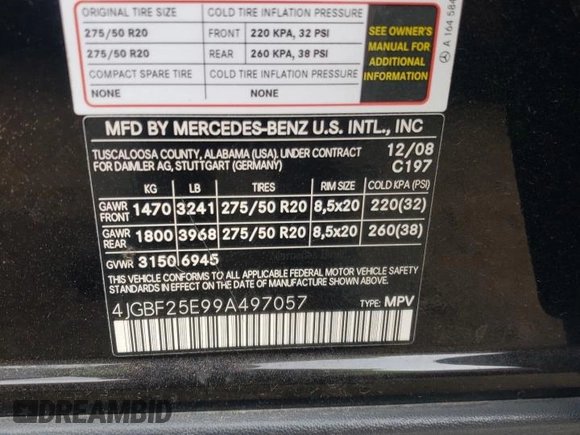 ORIGINAL TIRE SIZE COLD TIRE INFLATION PRESSURE
275/50 R20 FRONT 220 KPA, 32 PSI
275/50 R20 REAR 260 KPA, 38 PSI
COMPACT SPARE TIRE COLD TIRE INFLATION PRESSURE
NONE NONE
SEE OWNER'S
MANUAL FOR
ADDITIONAL
INFORMATION
A 164 584
MFD BY MERCEDES-BENZ U.S. INTL., INC
TUSCALOOSA COUNTY, ALABAMA (USA). UNDER CONTRACT 12/08
FOR DAIMLER AG, STUTTGART (GERMANY) C197
KG LB TIRES RIM SIZE COLD KPA (PSI)
GAWR FRONT 1470 3241 275/50 R20 8,5x20 220(32)
GAWR REAR 1800 3968 275/50 R20 8,5x20 260(38)
GVWR 3150 6945
THIS VEHICLE CONFORMS TO ALL APPLICABLE FEDERAL MOTOR VEHICLE SAFETY
AND THEFT PREVENTION STANDARDS IN EFFECT ON THE DATE OF MANUFACTURE SHOWN ABOVE.
4JGBF25E99A497057 TYPE: MPV
DREAMBID